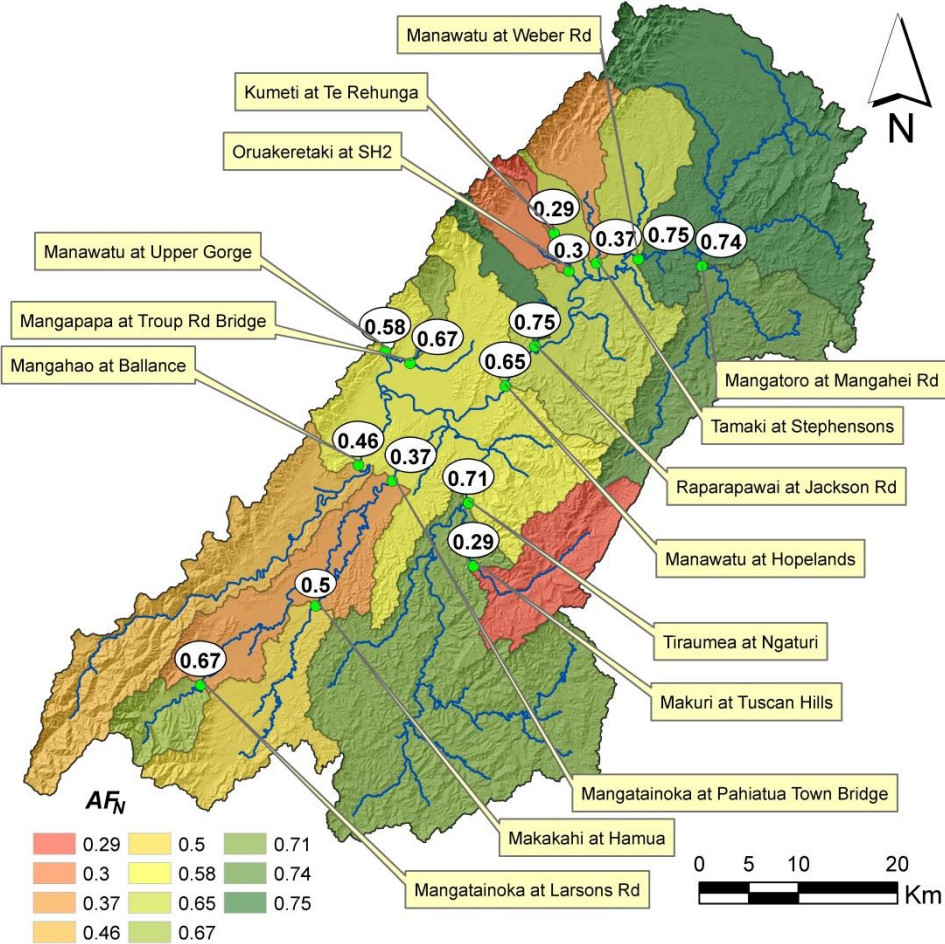 Manawatu at Weber Rd
N
Kumeti at Te Rehunga
Oruakeretaki at SH2
0.29
0.3
0.37
0.75
0.74
Manawatu at Upper Gorge
Mangapapa at Troup Rd Bridge
Mangahao at Ballance
0.58
0.67
0.75
0.65
Mangatoro at Mangahei Rd
Tamaki at Stephensons
0.46
0.37
0.71
Raparapawai at Jackson Rd
0.29
Manawatu at Hopelands
0.5
Tiraumea at Ngaturi
0.67
Makuri at Tuscan Hills
Mangatainoka at Pahiatua Town Bridge
Makakahi at Hamua
Mangatainoka at Larsons Rd
AFN
0.29
0.3
0.37
0.46
0.5
0.58
0.65
0.67
0.71
0.74
0.75
0 5 10 20
Km